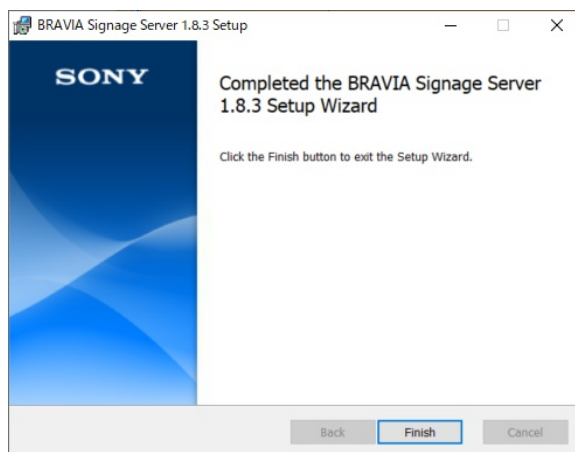 BRAVIA Signage Server 1.8.3 Setup
SONY
Completed the BRAVIA Signage Server
1.8.3 Setup Wizard
Click the Finish button to exit the Setup Wizard.
Back Finish Cancel